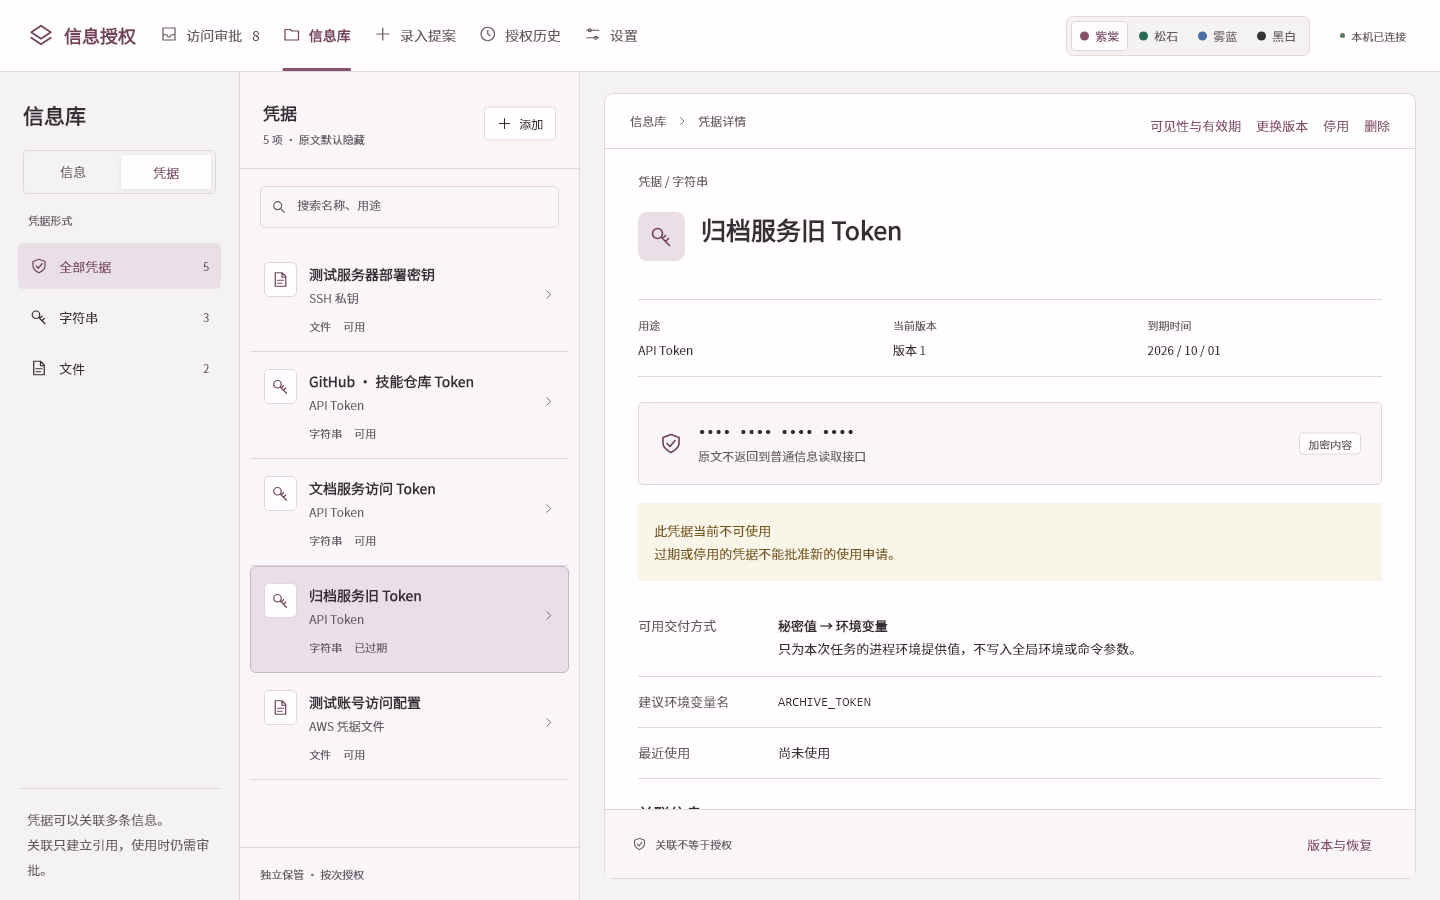 信息授权
访问审批 8
信息库
录入提案
授权历史
设置
紫棠
松石
雾蓝
黑白
本机已连接
信息库
信息
凭据
凭据形式
全部凭据 5
字符串 3
文件 2
凭据可以关联多条信息。
关联只建立引用，使用时仍需审
批。
凭据
5 项 · 原文默认隐藏
添加
搜索名称、用途
测试服务器部署密钥
SSH 私钥
文件 可用
GitHub · 技能仓库 Token
API Token
字符串 可用
文档服务访问 Token
API Token
字符串 可用
归档服务旧 Token
API Token
字符串 已过期
测试账号访问配置
AWS 凭据文件
文件 可用
独立保管 · 按次授权
信息库 > 凭据详情
可见性与有效期 更换版本 停用 删除
凭据 / 字符串
归档服务旧 Token
用途
API Token
当前版本
版本 1
到期时间
2026 / 10 / 01
•••• •••• •••• ••••
原文不返回到普通信息读取接口
加密内容
此凭据当前不可使用
过期或停用的凭据不能批准新的使用申请。
可用交付方式
秘密值 → 环境变量
只为本次任务的进程环境提供值，不写入全局环境或命令参数。
建议环境变量名
ARCHIVE_TOKEN
最近使用
尚未使用
关联不等于授权
版本与恢复